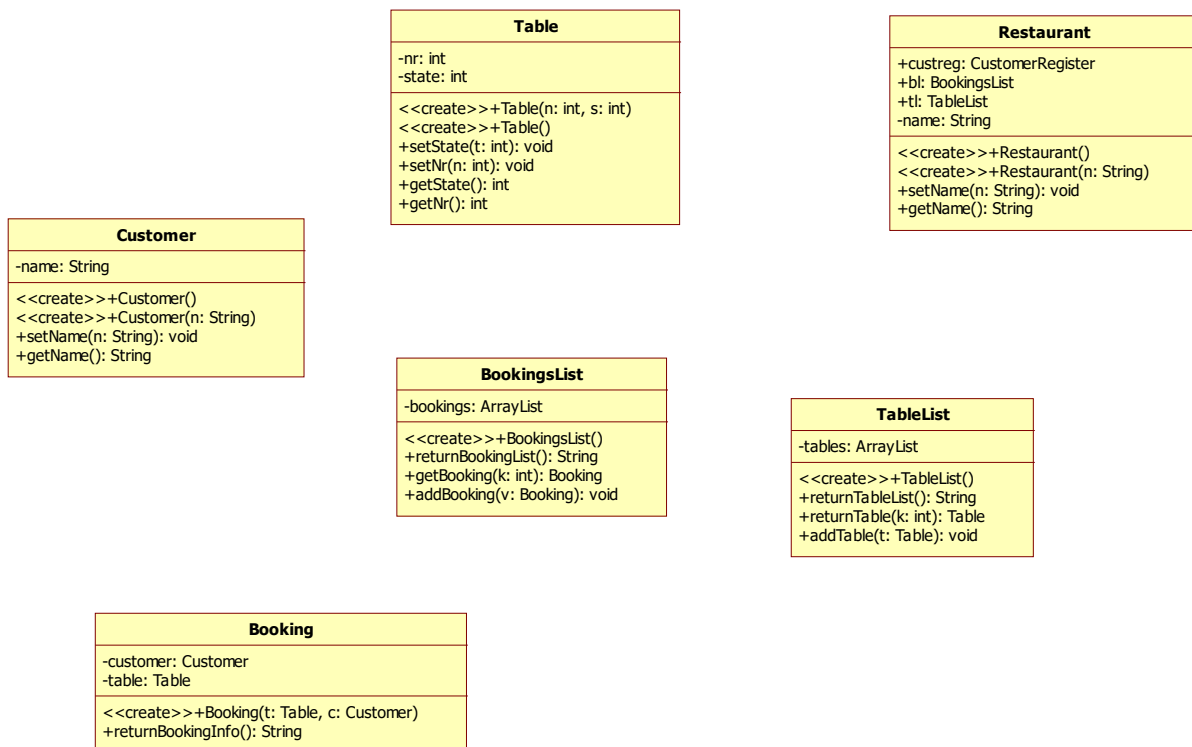 Table
-nr: int
-state: int
<<create>>+Table(n: int, s: int)
<<create>>+Table()
+setState(t: int): void
+setNr(n: int): void
+getState(): int
+getNr(): int
Restaurant
+custreg: CustomerRegister
+bl: BookingsList
+tl: TableList
-name: String
<<create>>+Restaurant()
<<create>>+Restaurant(n: String)
+setName(n: String): void
+getName(): String
Customer
-name: String
<<create>>+Customer()
<<create>>+Customer(n: String)
+setName(n: String): void
+getName(): String
BookingsList
-bookings: ArrayList
<<create>>+BookingsList()
+returnBookingList(): String
+getBooking(k: int): Booking
+addBooking(v: Booking): void
TableList
-tables: ArrayList
<<create>>+TableList()
+returnTableList(): String
+returnTable(k: int): Table
+addTable(t: Table): void
Booking
-customer: Customer
-table: Table
<<create>>+Booking(t: Table, c: Customer)
+returnBookingInfo(): String